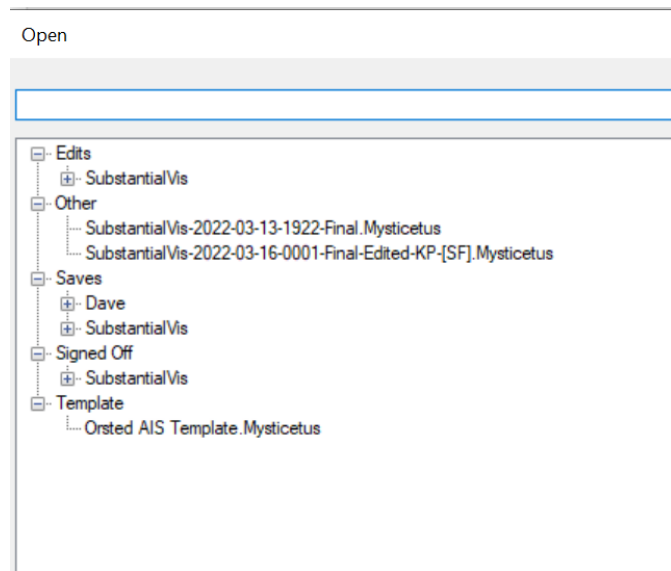 Open
Edits
SubstantialVis
Other
SubstantialVis-2022-03-13-1922-Final.Mysticetus
SubstantialVis-2022-03-16-0001-Final-Edited-KP-[SF].Mysticetus
Saves
Dave
SubstantialVis
Signed Off
SubstantialVis
Template
Orsted AIS Template.Mysticetus